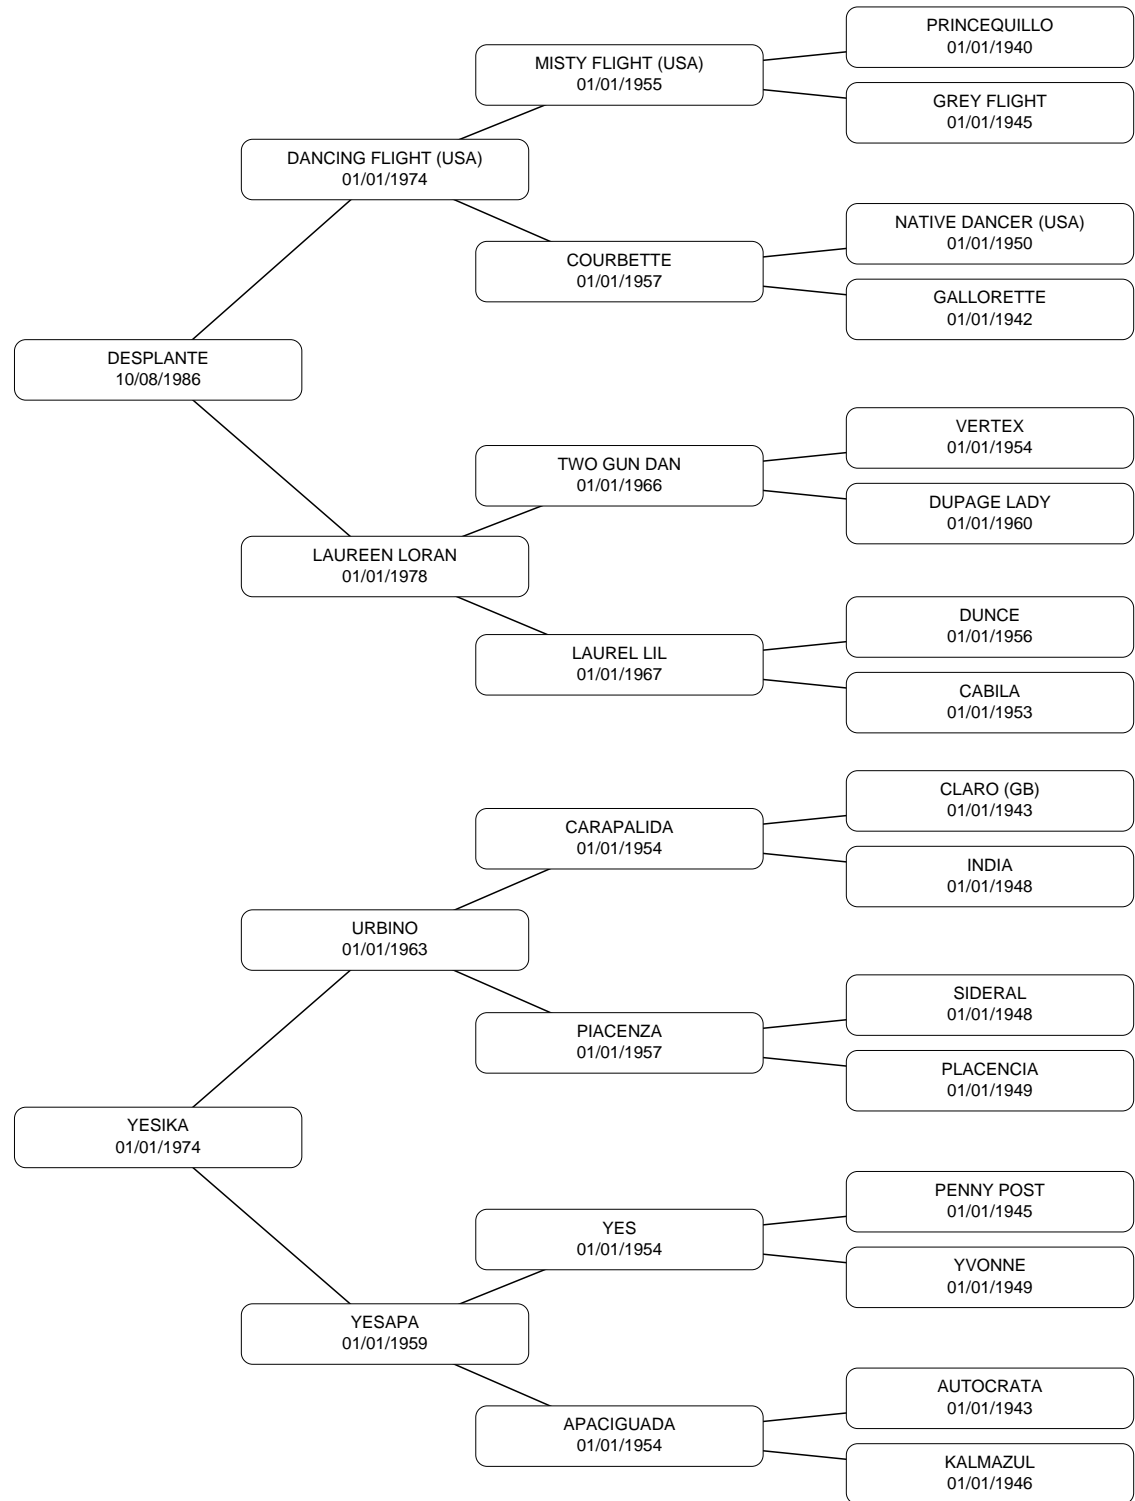 PRINCEQUILLO
01/01/1940
MISTY FLIGHT (USA)
01/01/1955
GREY FLIGHT
01/01/1945
DANCING FLIGHT (USA)
01/01/1974
NATIVE DANCER (USA)
01/01/1950
COURBETTE
01/01/1957
GALLORETTE
01/01/1942
DESPLANTE
10/08/1986
VERTEX
01/01/1954
TWO GUN DAN
01/01/1966
DUPAGE LADY
01/01/1960
LAUREEN LORAN
01/01/1978
DUNCE
01/01/1956
LAUREL LIL
01/01/1967
CABILA
01/01/1953
CLARO (GB)
01/01/1943
CARAPALIDA
01/01/1954
INDIA
01/01/1948
URBINO
01/01/1963
SIDERAL
01/01/1948
PIACENZA
01/01/1957
PLACENCIA
01/01/1949
YESIKA
01/01/1974
PENNY POST
01/01/1945
YES
01/01/1954
YVONNE
01/01/1949
YESAPA
01/01/1959
AUTOCRATA
01/01/1943
APACIGUADA
01/01/1954
KALMAZUL
01/01/1946